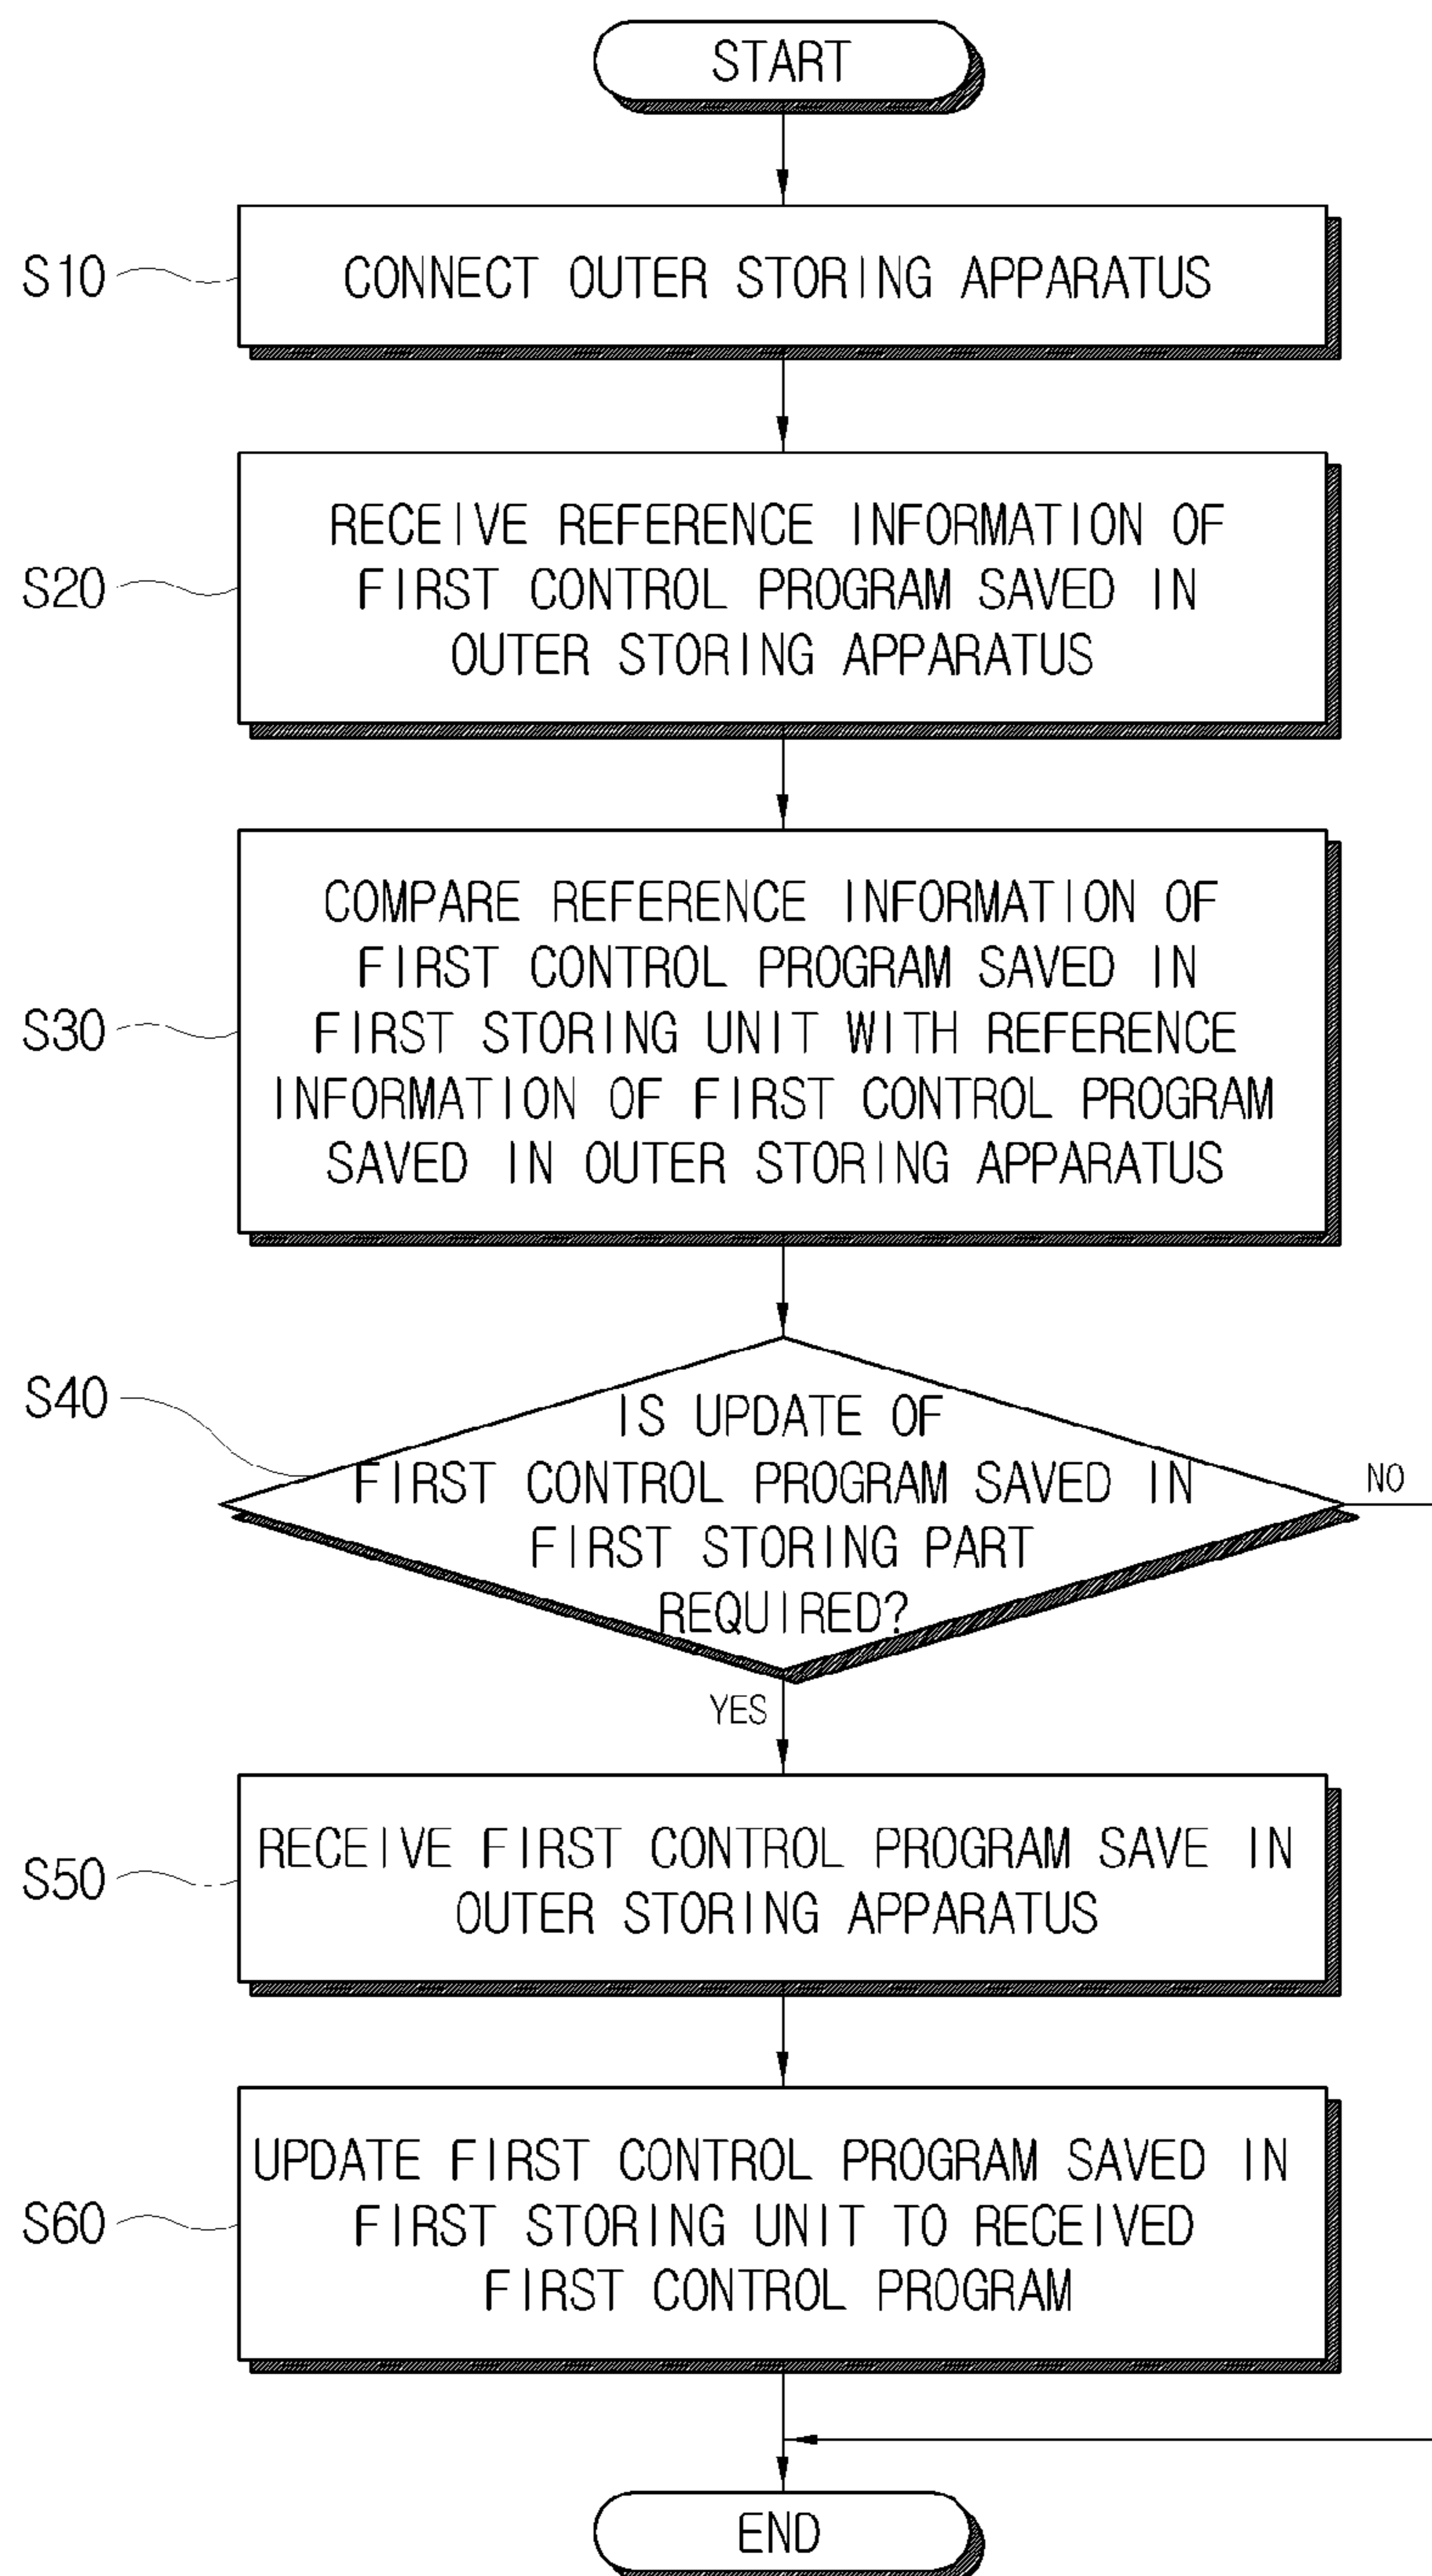 START
S10
CONNECT OUTER STORING APPARATUS
S20
RECEIVE REFERENCE INFORMATION OF
FIRST CONTROL PROGRAM SAVED IN
OUTER STORING APPARATUS
S30
COMPARE REFERENCE INFORMATION OF
FIRST CONTROL PROGRAM SAVED IN
FIRST STORING UNIT WITH REFERENCE
INFORMATION OF FIRST CONTROL PROGRAM
SAVED IN OUTER STORING APPARATUS
S40
IS UPDATE OF
FIRST CONTROL PROGRAM SAVED IN
FIRST STORING PART
REQUIRED?
NO
YES
S50
RECEIVE FIRST CONTROL PROGRAM SAVE IN
OUTER STORING APPARATUS
S60
UPDATE FIRST CONTROL PROGRAM SAVED IN
FIRST STORING UNIT TO RECEIVED
FIRST CONTROL PROGRAM
END